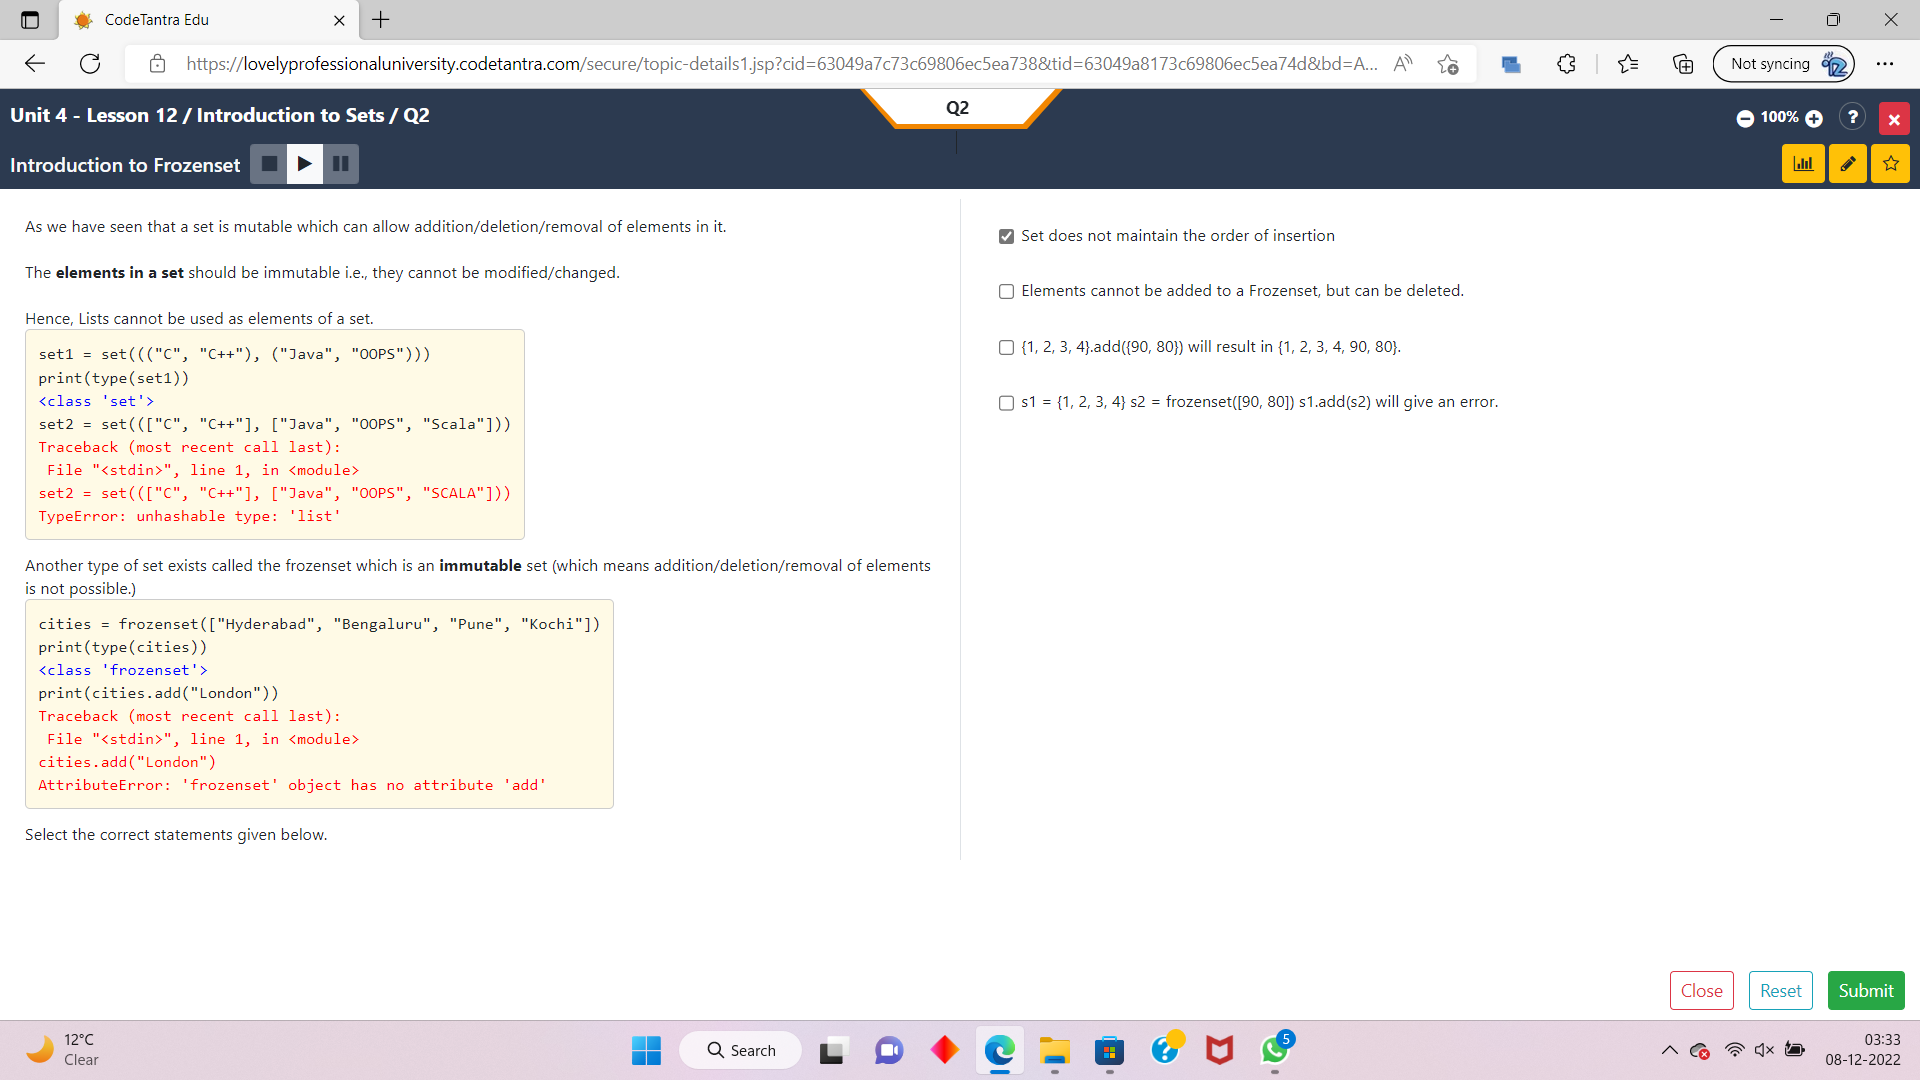 CodeTantra Edu
https://lovelyprofessionaluniversity.codetantra.com/secure/topic-details1.jsp?cid=63049a7c73c69806ec5ea738&tid=63049a8173c69806ec5ea74d&bd=A...
Not syncing
Unit 4 - Lesson 12 / Introduction to Sets / Q2
Q2
100%
?
Introduction to Frozenset
As we have seen that a set is mutable which can allow addition/deletion/removal of elements in it.
The elements in a set should be immutable i.e., they cannot be modified/changed.
Hence, Lists cannot be used as elements of a set.
set1 = set((("C", "C++"), ("Java", "OOPS")))
print(type(set1))
<class 'set'>
set2 = set((["C", "C++"], ["Java", "OOPS", "Scala"]))
Traceback (most recent call last):
File "<stdin>", line 1, in <module>
set2 = set((["C", "C++"], ["Java", "OOPS", "SCALA"]))
TypeError: unhashable type: 'list'
Another type of set exists called the frozenset which is an immutable set (which means addition/deletion/removal of elements
is not possible.)
cities = frozenset(["Hyderabad", "Bengaluru", "Pune", "Kochi"])
print(type(cities))
<class 'frozenset'>
print(cities.add("London"))
Traceback (most recent call last):
File "<stdin>", line 1, in <module>
cities.add("London")
AttributeError: 'frozenset' object has no attribute 'add'
Select the correct statements given below.
Set does not maintain the order of insertion
Elements cannot be added to a Frozenset, but can be deleted.
{1, 2, 3, 4}.add({90, 80}) will result in {1, 2, 3, 4, 90, 80}.
s1 = {1, 2, 3, 4} s2 = frozenset([90, 80]) s1.add(s2) will give an error.
Close
Reset
Submit
12°C
Clear
Search
5
03:33
08-12-2022